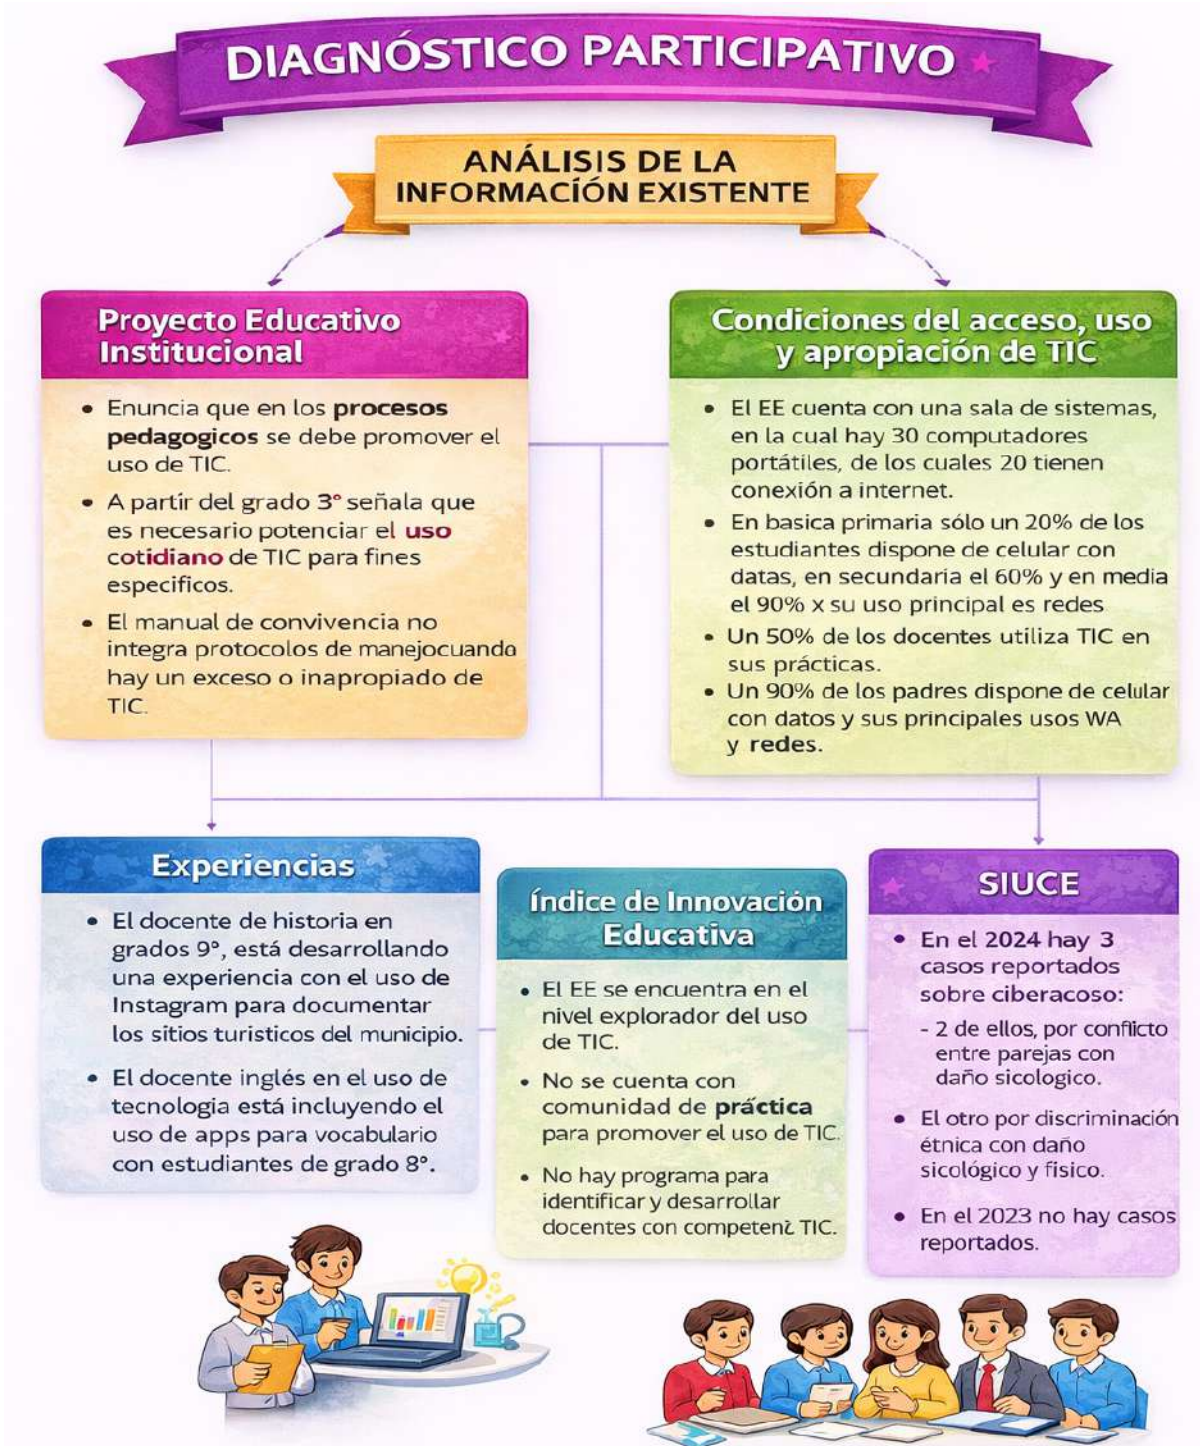 DIAGNÓSTICO PARTICIPATIVO
ANÁLISIS DE LA
INFORMACÍÓN EXISTENTE
Proyecto Educativo
Institucional
• Enuncia que en los procesos
pedagogicos se debe promover el
uso de TIC.
• A partír del grado 3° señala que
es necesario potenciar el uso
cotidiano de TIC para fines
especificos.
• El manual de convivencia no
integra protocolos de manejocuando
hay un exceso o inapropiado de
TIC.
Condiciones del acceso, uso
y apropiación de TIC
• El EE cuenta con una sala de sistemas,
en la cual hay 30 computadores
portátiles, de los cuales 20 tienen
conexión a internet.
• En basica primaria sólo un 20% de los
estudiantes dispone de celular con
datas, en secundaría el 60% y en media
el 90% x su uso principal es redes
• Un 50% de los docentes utiliza TIC en
sus prácticas.
• Un 90% de los padres dispone de celular
con datos y sus principales usos WA
y redes.
Experiencias
• El docente de historia en
grados 9°, está desarrollando
una experiencia con el uso de
Instagram para documentar
los sitios turisticos del municipio.
• El docente inglés en el uso de
tecnologia está incluyendo el
uso de apps para vocabulario
con estudiantes de grado 8°.
Índice de Innovación
Educativa
• El EE se encuentra en el
nivel explorador del uso
de TIC.
• No se cuenta con
comunidad de práctica
para promover el uso de TIC.
• No hay programa para
identificar y desarrollar
docentes con TIC.
SIUCE
• En el 2024 hay 3
casos reportados
sobre ciberacoso:
- 2 de ellos, por conflicto
entre parejas con
daño sicologico.
• El otro por discriminación
étnica con daño
sicológico y fisico.
• En el 2023 no hay casos
reportados.